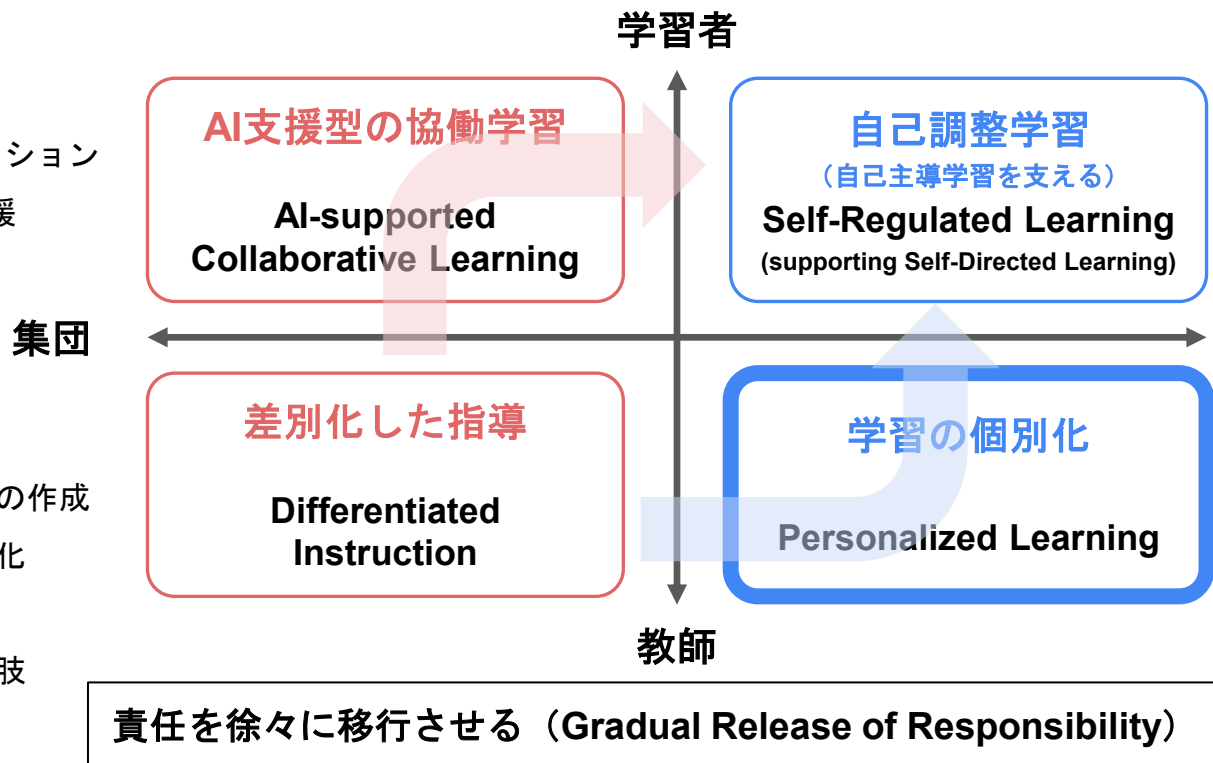 学習者
AI支援型の協働学習
AI-supported
Collaborative Learning
自己調整学習
（自己主導学習を支える）
Self-Regulated Learning
(supporting Self-Directed Learning)
ション
援
集団
差別化した指導
Differentiated
Instruction
学習の個別化
Personalized Learning
の作成
化
肢
教師
責任を徐々に移行させる（Gradual Release of Responsibility）